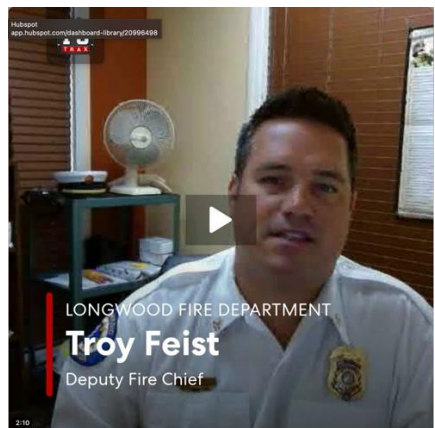 Hubspot
app.hubspot.com/dashboard-library/20996498
TRAX
LONGWOOD FIRE DEPARTMENT
Troy Feist
Deputy Fire Chief
2:10